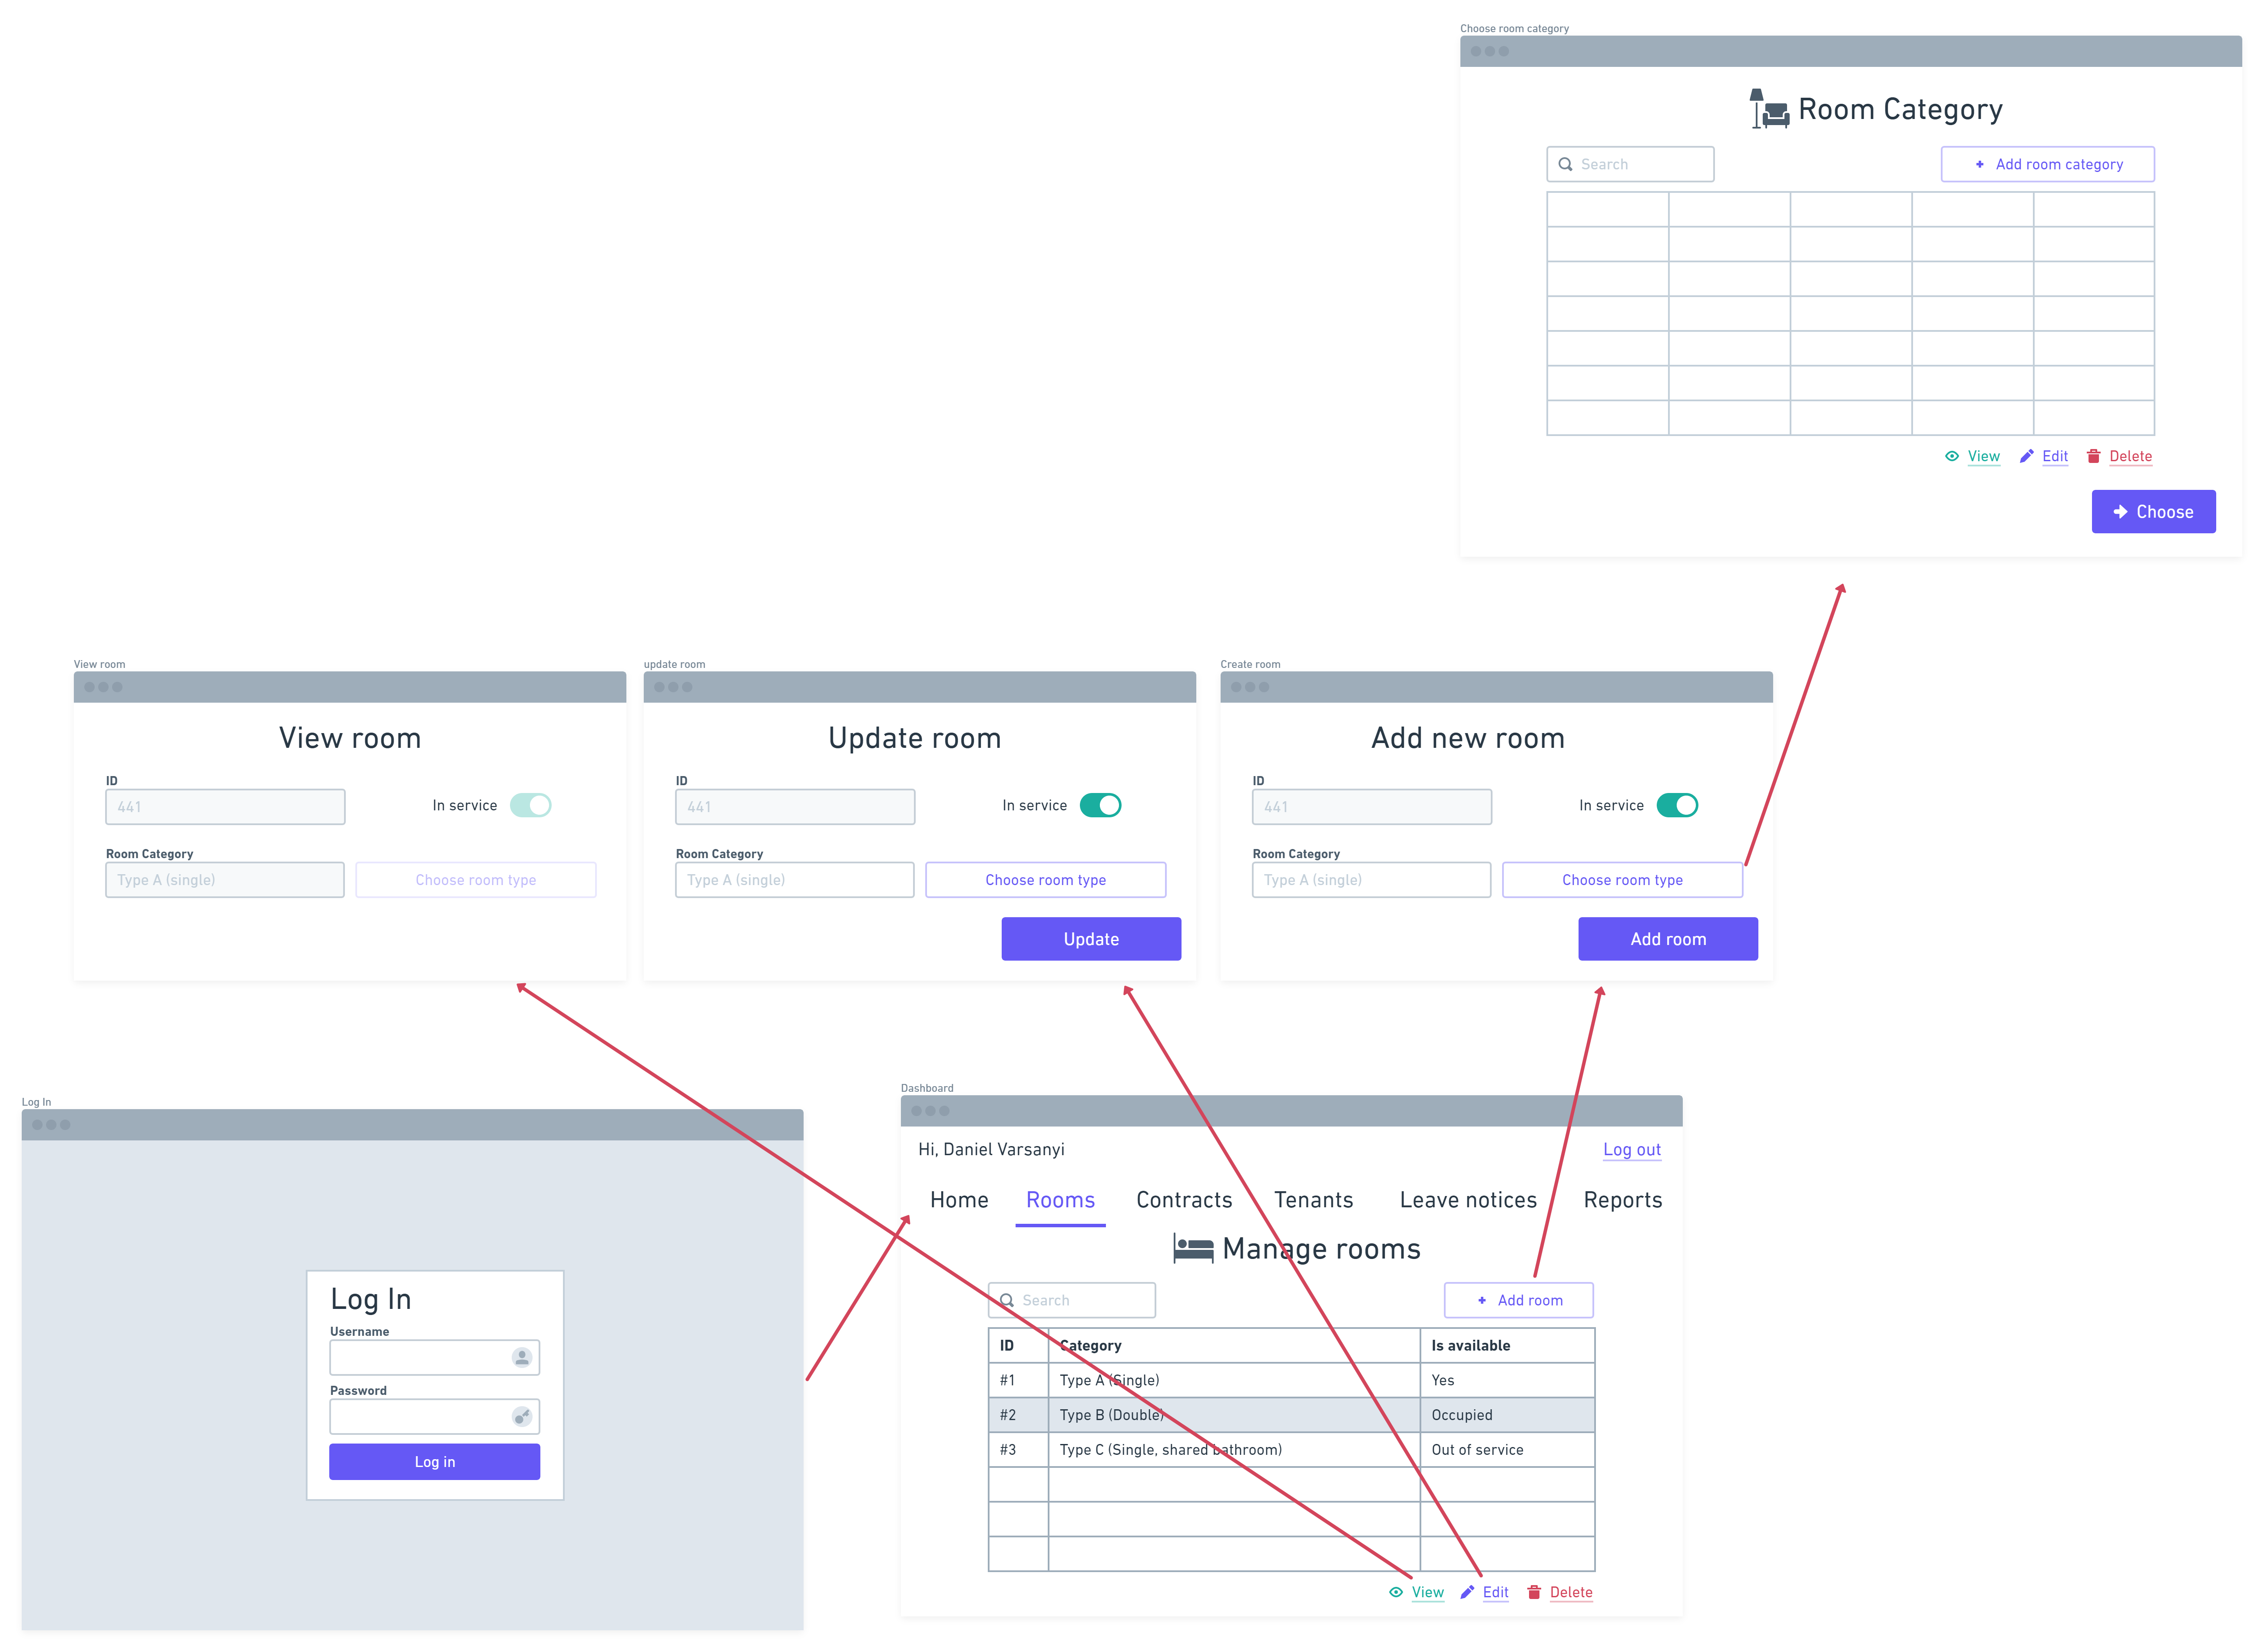 Choose room category
Room Category
Search
+ Add room category
View Edit Delete
Choose
View room
View room
ID
441
In service
Room Category
Type A (single)
Choose room type
update room
Update room
ID
441
In service
Room Category
Type A (single)
Choose room type
Update
Create room
Add new room
ID
441
In service
Room Category
Type A (single)
Choose room type
Add room
Log In
Log In
Username
Password
Log in
Dashboard
Hi, Daniel Varsanyi
Log out
Home Rooms Contracts Tenants Leave notices Reports
Manage rooms
Search
+ Add room
ID Category Is available
#1 Type A (Single) Yes
#2 Type B (Double) Occupied
#3 Type C (Single, shared bathroom) Out of service
View Edit Delete